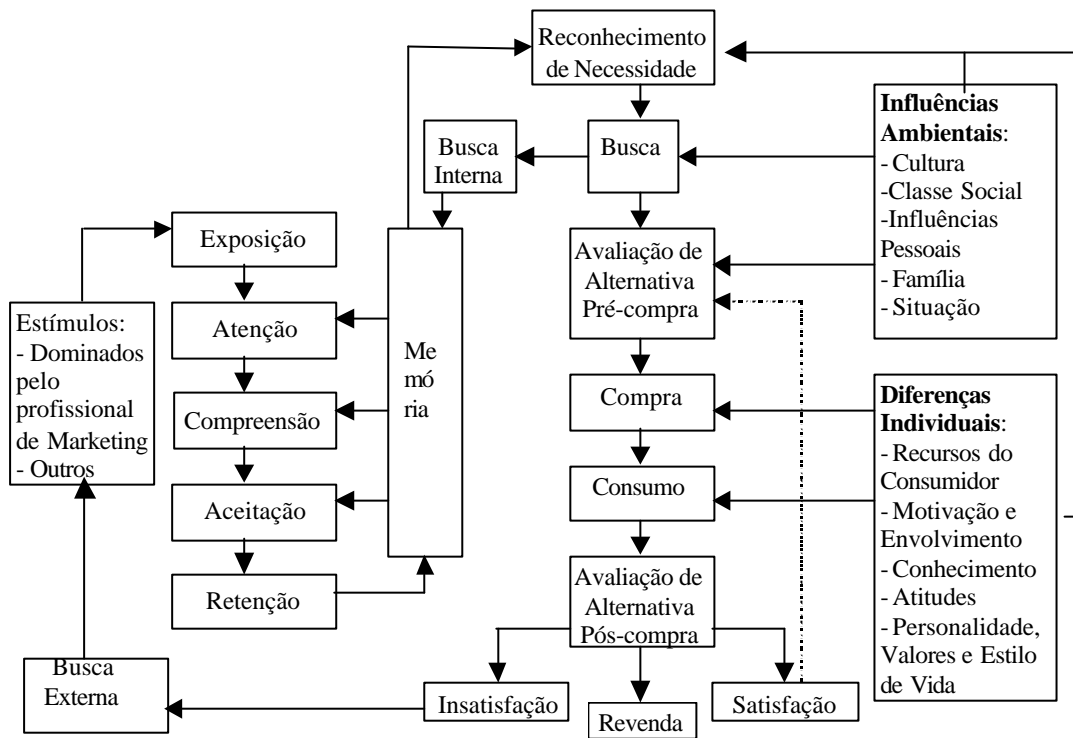 Reconhecimento
de Necessidade
Busca
Interna
Busca
Influências
Ambientais:
- Cultura
-Classe Social
-Influências
Pessoais
- Família
- Situação
Exposição
Avaliação de
Alternativa
Pré-compra
Estímulos:
- Dominados
pelo
profissional
de Marketing
- Outros
Atenção
Me
mó
ria
Compreensão
Compra
Diferenças
Individuais:
- Recursos do
Consumidor
- Motivação e
Envolvimento
- Conhecimento
- Atitudes
- Personalidade,
Valores e Estilo
de Vida
Aceitação
Consumo
Retenção
Avaliação de
Alternativa
Pós-compra
Busca
Externa
Insatisfação
Revenda
Satisfação